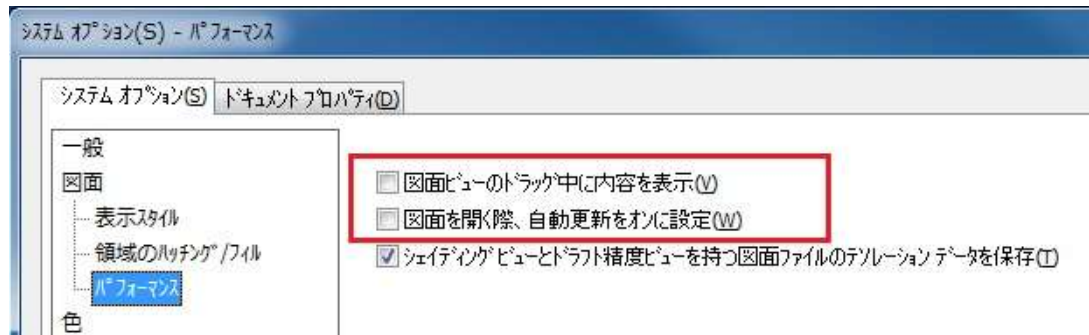 ｼｽﾃﾑ ｵﾌﾟｼｮﾝ(S) - ﾊﾟﾌｫｰﾏﾝｽ
ｼｽﾃﾑ ｵﾌﾟｼｮﾝ(S)
ﾄﾞｷｭﾒﾝﾄ ﾌﾟﾛﾊﾟﾃｨ(D)
一般
図面
表示ｽﾀｲﾙ
領域のﾊｯﾁﾝｸﾞ/ﾌｨﾙ
ﾊﾟﾌｫｰﾏﾝｽ
色
図面ﾋﾞｭｰのﾄﾞﾗｯｸﾞ中に内容を表示(V)
図面を開く際、自動更新をｵﾝに設定(W)
ｼｪｲﾃﾞｨﾝｸﾞ ﾋﾞｭｰとﾄﾞﾗﾌﾄ精度ﾋﾞｭｰを持つ図面ﾌｧｲﾙのﾃｿﾚｰｼｮﾝ ﾃﾞｰﾀを保存(T)